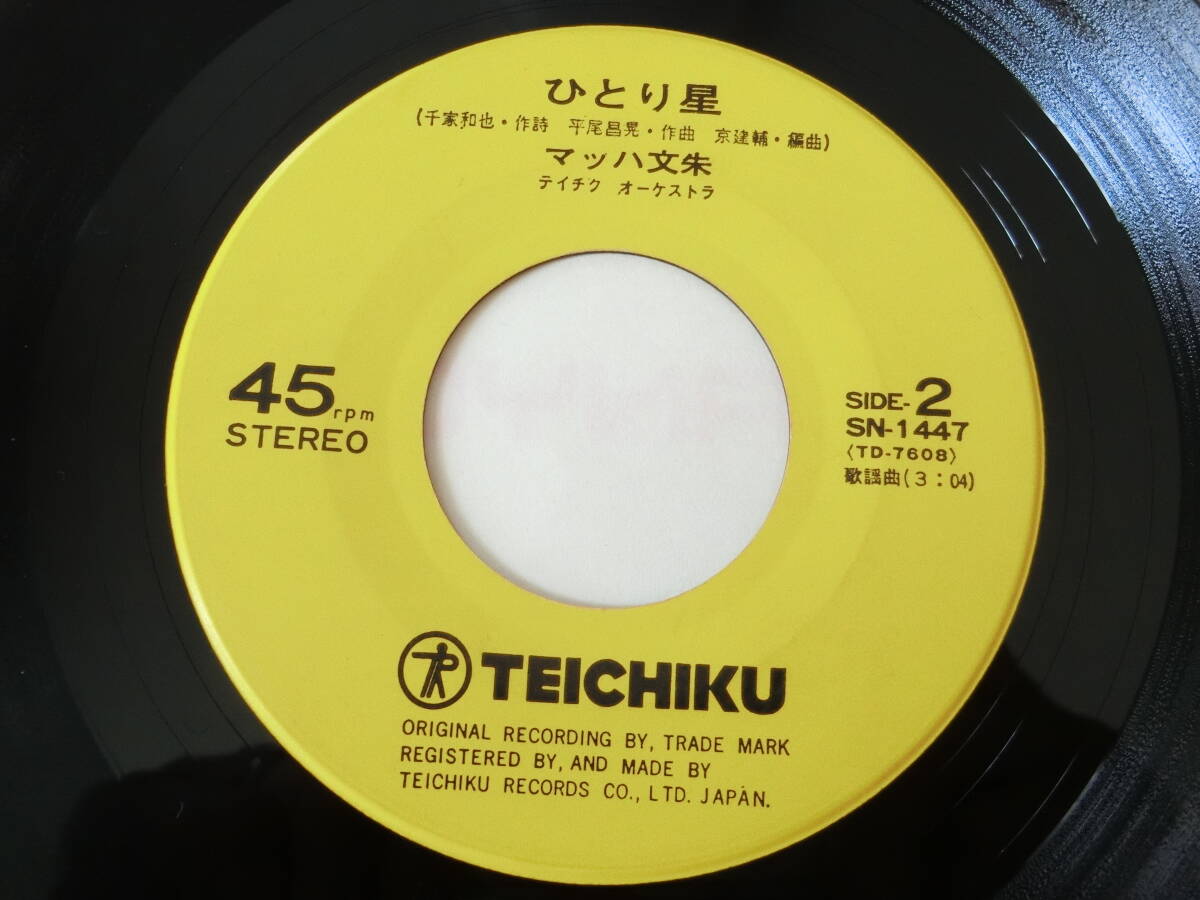 ひとり星
(千家和也・作詩 平尾昌晃・作曲 京建輔・編曲)
マッハ文朱
テイチク オーケストラ
45rpm
STEREO
SIDE-2
SN-1447
〈TD-7608〉
歌謡曲(3:04)
TEICHIKU
ORIGINAL RECORDING BY, TRADE MARK
REGISTERED BY, AND MADE BY
TEICHIKU RECORDS CO., LTD. JAPAN.